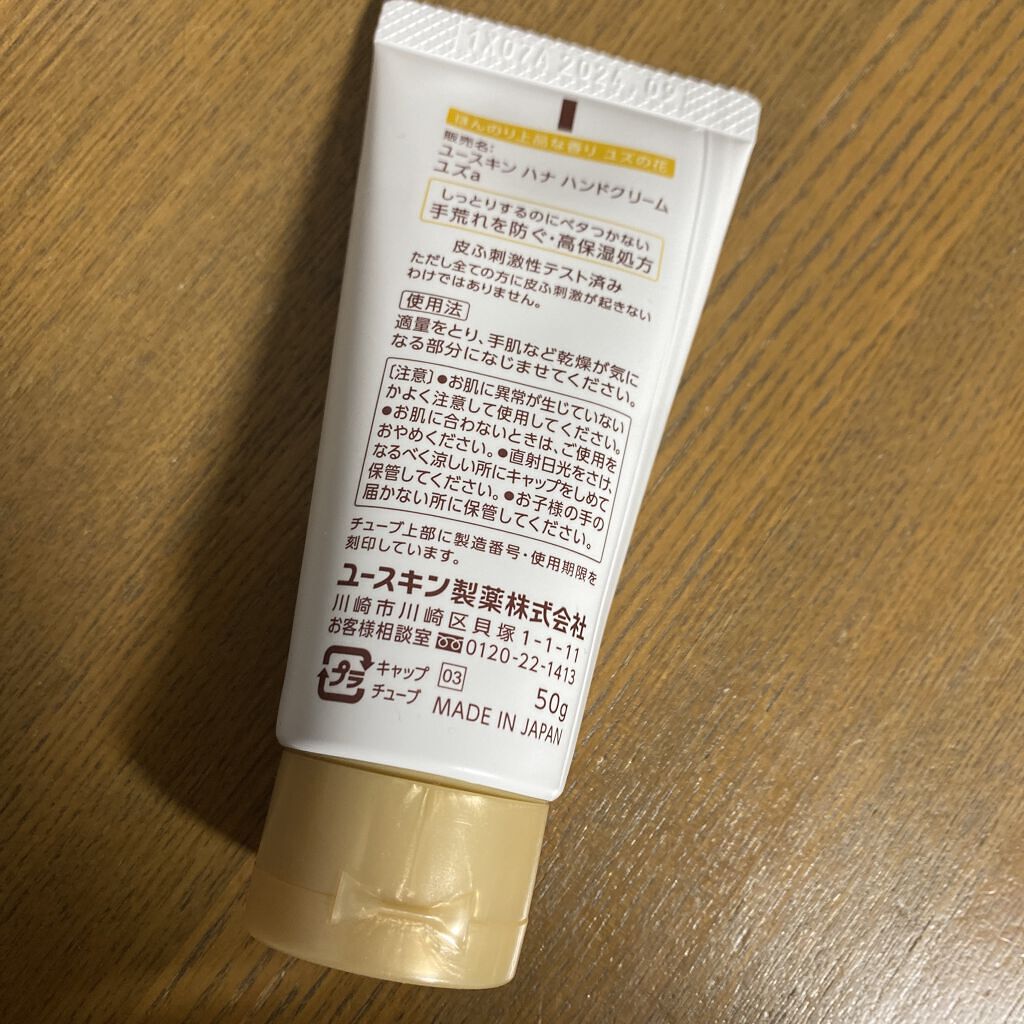 2024.10
ほんのり上品な香り ユズの花
販売名:
ユースキン ハナ ハンドクリーム
ユズa
しっとりするのにベタつかない
手荒れを防ぐ・高保湿処方
皮ふ刺激性テスト済み
ただし全ての方に皮ふ刺激が起きない
わけではありません。
使用法
適量をとり、手肌など乾燥が気に
なる部分になじませてください。
[注意]●お肌に異常が生じていない
かよく注意して使用してください。
●お肌に合わないときは、ご使用を
おやめください。●直射日光をさけ、
なるべく涼しい所にキャップをしめて
保管してください。●お子様の手の
届かない所に保管してください。
チューブ上部に製造番号・使用期限を
刻印しています。
ユースキン製薬株式会社
川崎市川崎区貝塚1-1-11
お客様相談室 0120-22-1413
プラ キャップ 03 50g
チューブ MADE IN JAPAN